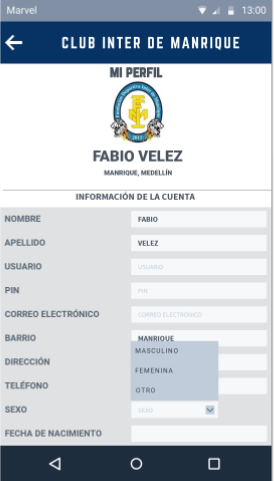 Marvel 13:00
CLUB INTER DE MANRIQUE
MI PERFIL
FABIO VELEZ
MANRIQUE, MEDELLÍN
INFORMACIÓN DE LA CUENTA
NOMBRE FABIO
APELLIDO VELEZ
USUARIO USUARIO
PIN PIN
CORREO ELECTRÓNICO CORREO ELECTRÓNICO
BARRIO MANRIQUE
MASCULINO
DIRECCIÓN
FEMENINA
TELÉFONO
OTRO
SEXO SEXO
FECHA DE NACIMIENTO